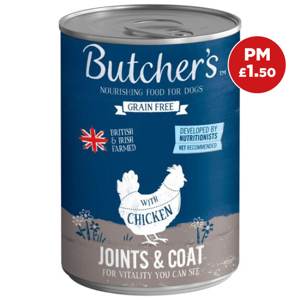 PM
£1.50
Butcher's™
NOURISHING FOOD FOR DOGS
GRAIN FREE
BRITISH
& IRISH
FARMED
DEVELOPED BY
NUTRITIONISTS
VET RECOMMENDED
WITH
CHICKEN
JOINTS & COAT
FOR VITALITY YOU CAN SEE